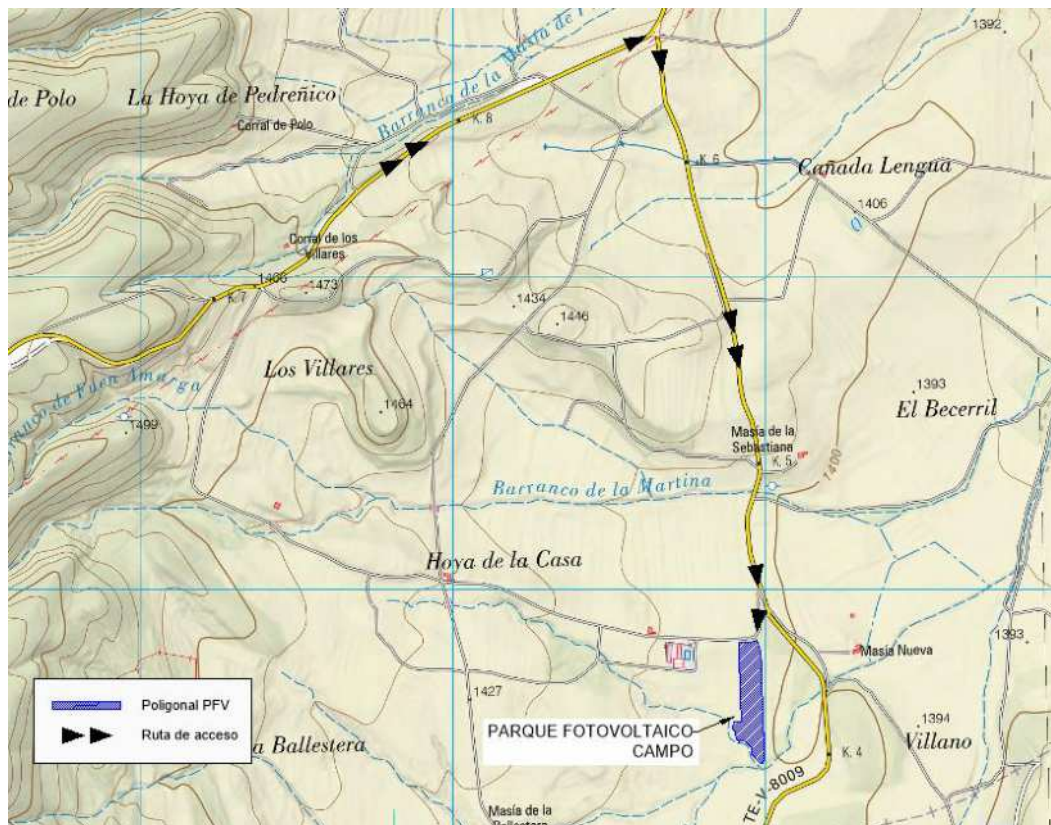 1392
de Polo
La Hoya de Pedreñico
Corral de Polo
Barranco de la Masía de
K. 8
K. 6
Cañada Lengua
1406
Corral de los
Villares
1466
1473
K. 7
1434
1446
Los Villares
1464
1393
El Becerril
Fuen Amarga
1499
Masía de la
Sebastiana
K. 5
1400
Barranco de la Martina
Hoya de la Casa
1393
Masía Nueva
1427
1394
Villano
K. 4
TE-V-8009
PARQUE FOTOVOLTAICO
CAMPO
Poligonal PFV
Ruta de acceso
a Ballestera
Masía de la
Ballestera